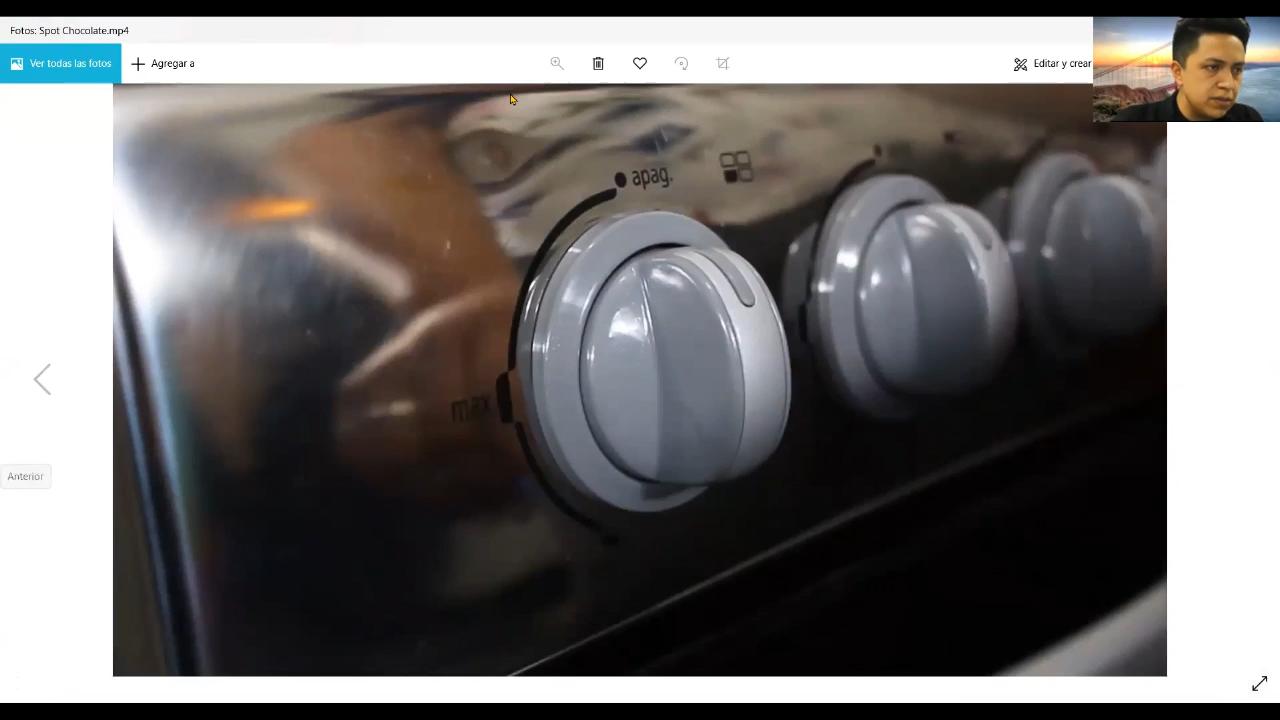 Fotos: Spot Chocolate.mp4
Ver todas las fotos
Agregar a
Editar y crear
apag.
max
Anterior